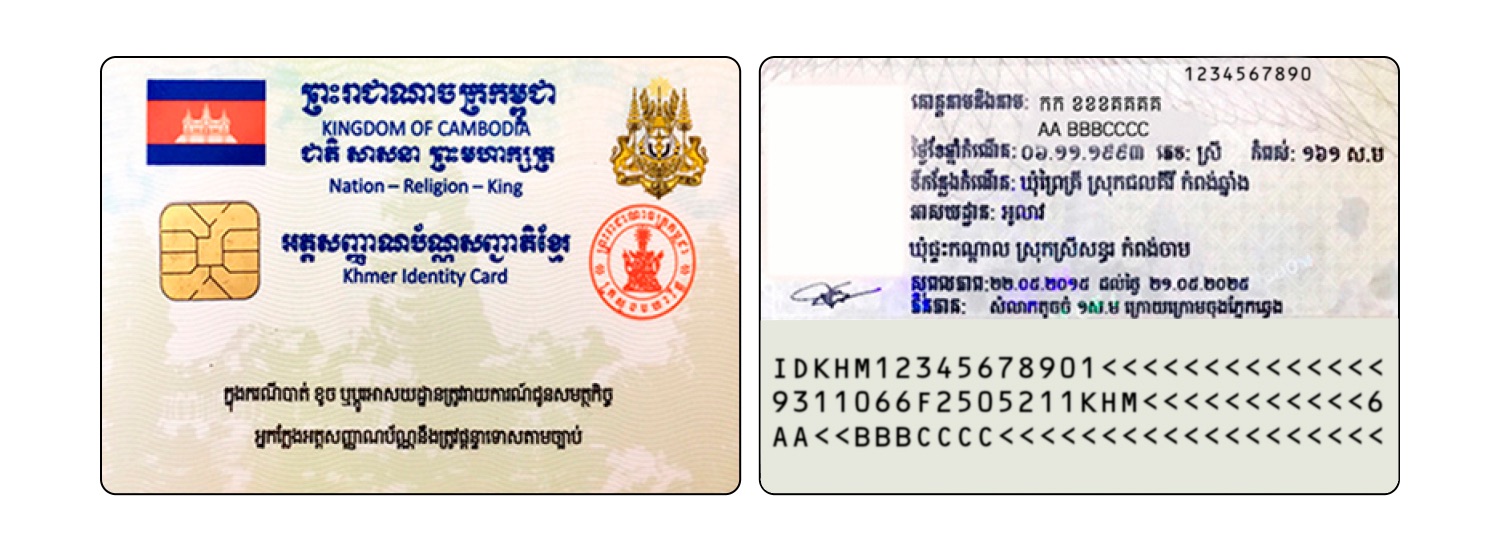 ព្រះរាជាណាចក្រកម្ពុជា
KINGDOM OF CAMBODIA
ជាតិ សាសនា ព្រះមហាក្សត្រ
Nation – Religion – King
អត្តសញ្ញាណប័ណ្ណសញ្ជាតិខ្មែរ
Khmer Identity Card
ក្នុងករណីបាត់ ខូច ឬប្តូរអាសយដ្ឋានត្រូវរាយការណ៍ជូនសមត្ថកិច្ច
អ្នកក្លែងអត្តសញ្ញាណប័ណ្ណនឹងត្រូវផ្តន្ទាទោសតាមច្បាប់
1234567890
គោត្តនាមនិងនាម: កក ខខខគគគគ
AA BBBCCCC
ថ្ងៃខែឆ្នាំកំណើត: ០៦.១១.១៩៩៣ ភេទ: ស្រី កំពស់: ១៦១ ស.ម
ទីកន្លែងកំណើត: ឃុំព្រៃគ្រី ស្រុកជលគីរី កំពង់ឆ្នាំង
អាសយដ្ឋាន: អូលាវ
ឃុំផ្ទះកណ្តាល ស្រុកស្រីសន្ធរ កំពង់ចាម
សុពលភាព:២២.០៥.២០១៥ ដល់ថ្ងៃ ២១.០៥.២០២៥
ភិនភាគ: សំលាកតូចចំ ១ស.ម ក្រោយក្រោមចុងភ្នែកឆ្វេង
IDKHM12345678901<<<<<<<<<<<<<<
9311066F2505211KHM<<<<<<<<<<<6
AA<<BBBCCCC<<<<<<<<<<<<<<<<<<<